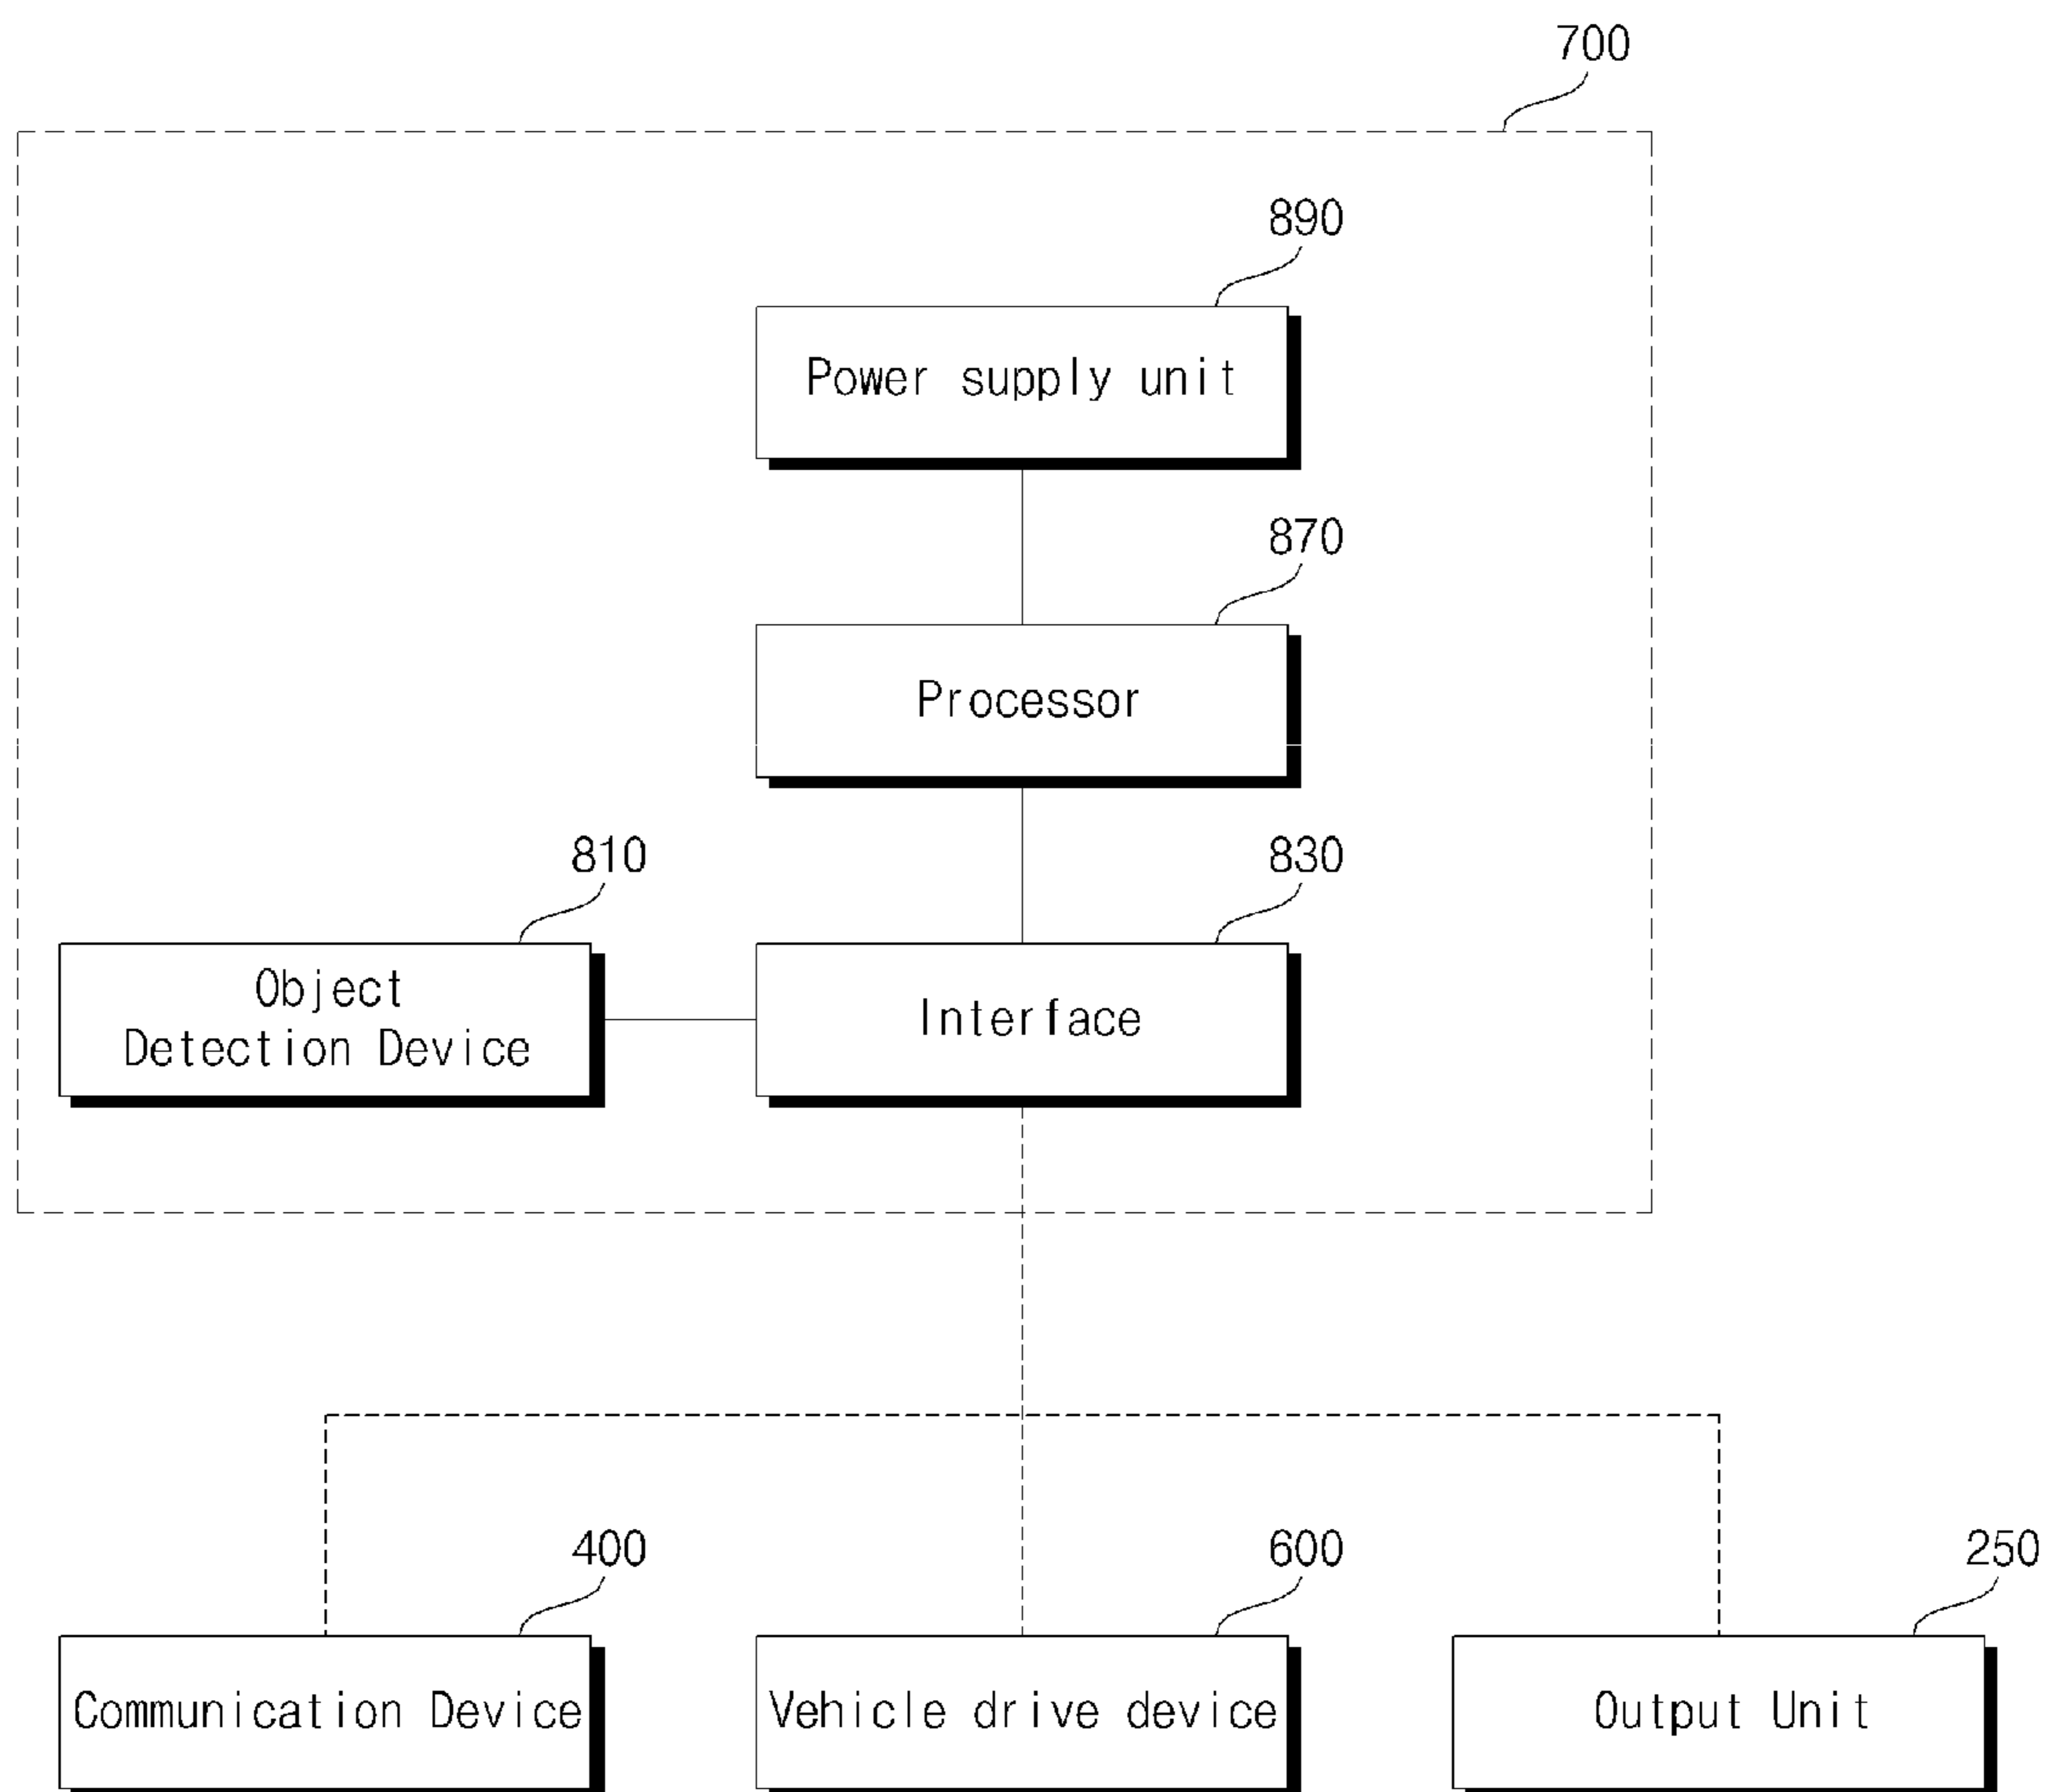 700
890
Power supply unit
870
Processor
810
830
Object
Detection Device
Interface
400
600
250
Communication Device
Vehicle drive device
Output Unit